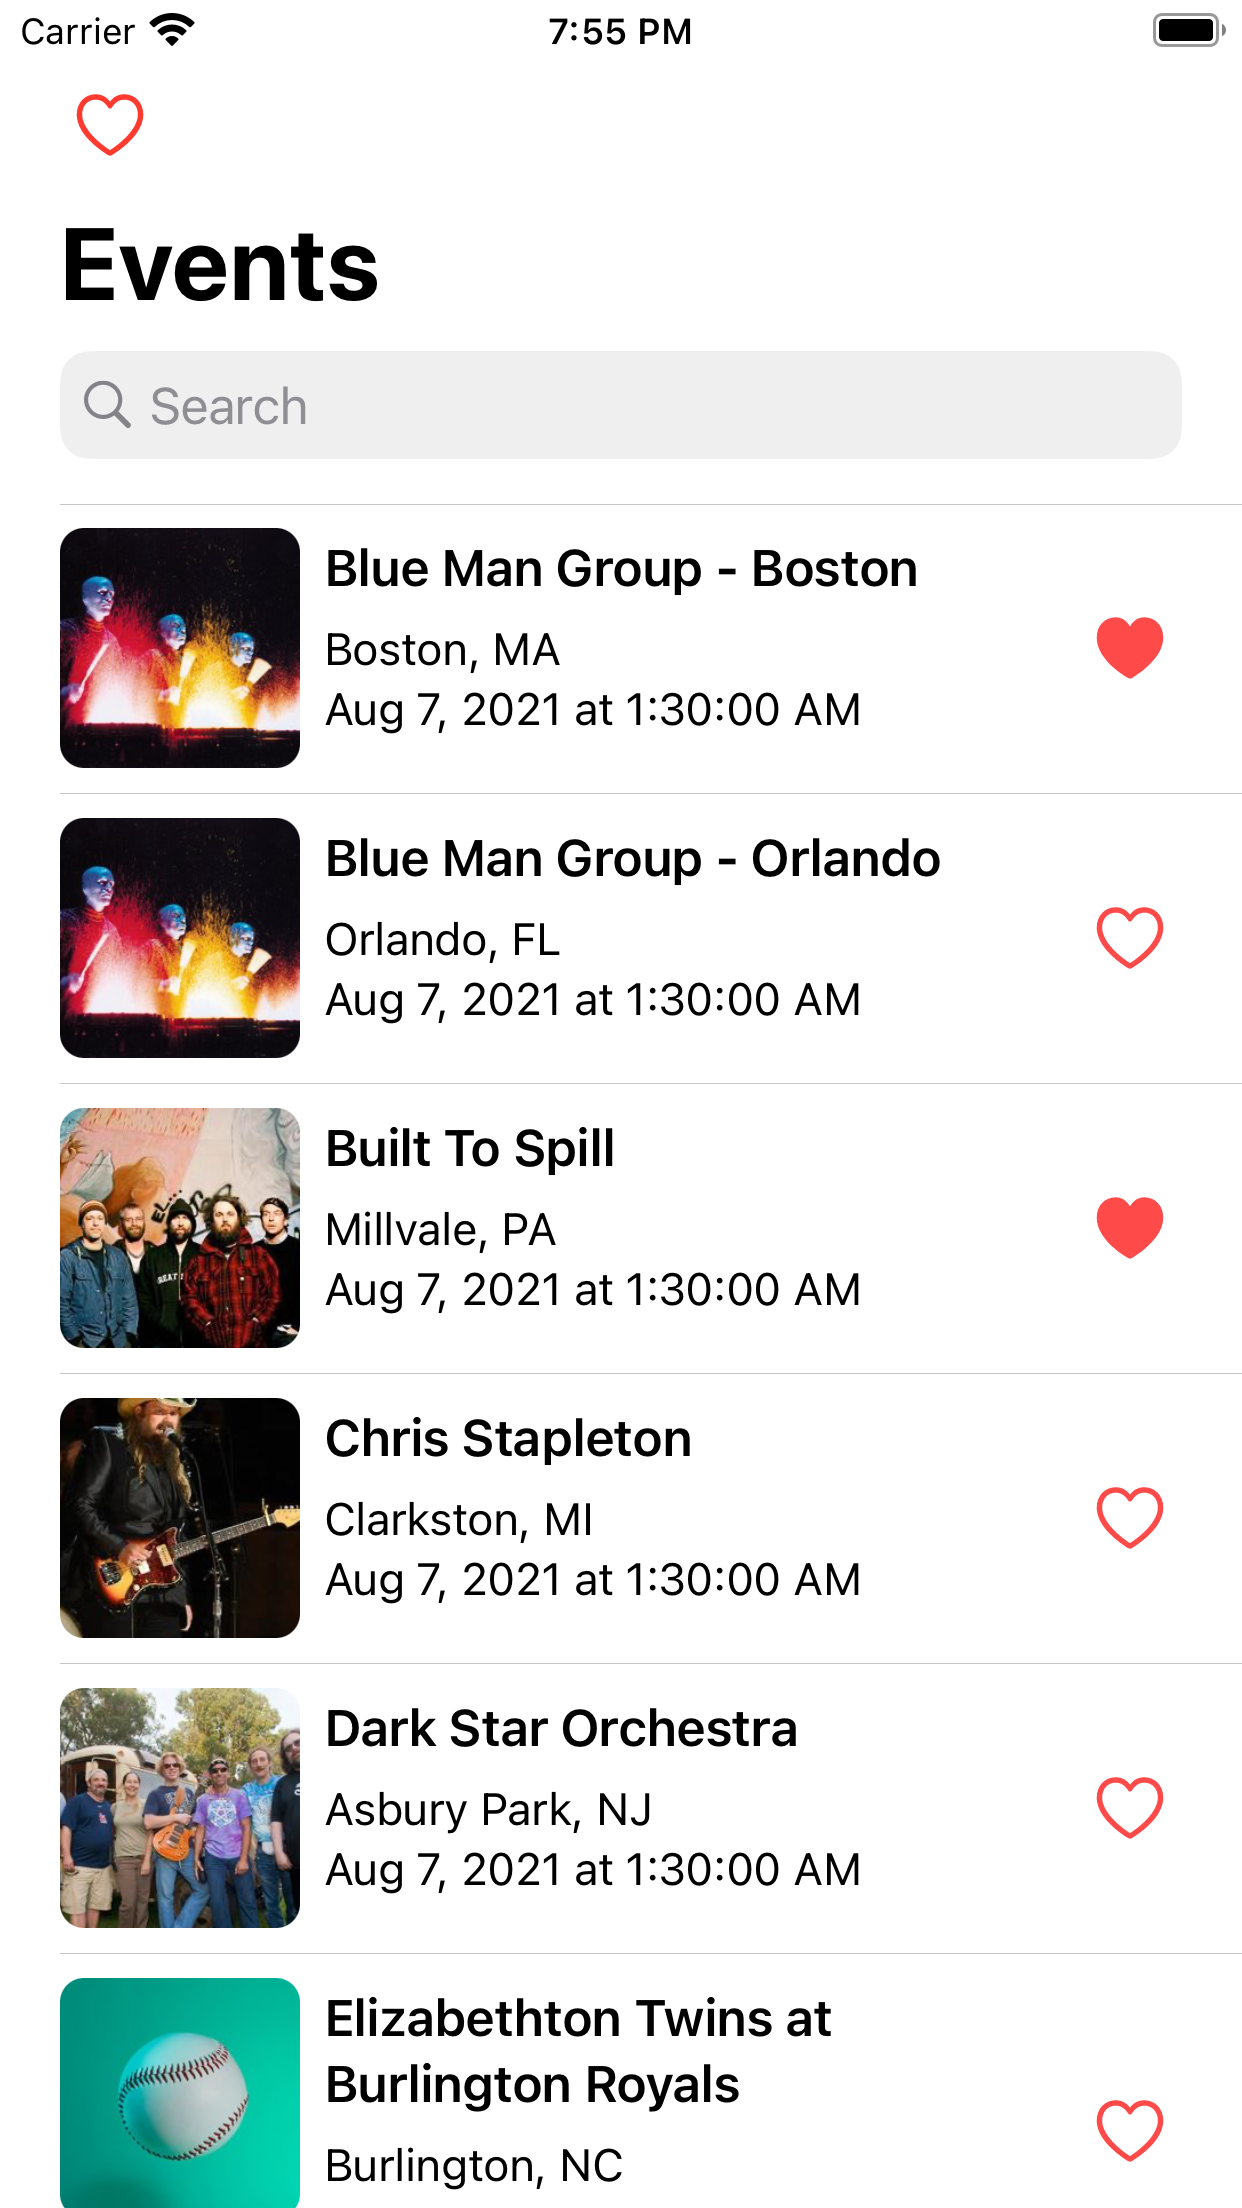 Carrier 7:55 PM
Events
Search
Blue Man Group - Boston
Boston, MA
Aug 7, 2021 at 1:30:00 AM
Blue Man Group - Orlando
Orlando, FL
Aug 7, 2021 at 1:30:00 AM
Built To Spill
Millvale, PA
Aug 7, 2021 at 1:30:00 AM
Chris Stapleton
Clarkston, MI
Aug 7, 2021 at 1:30:00 AM
Dark Star Orchestra
Asbury Park, NJ
Aug 7, 2021 at 1:30:00 AM
Elizabethton Twins at
Burlington Royals
Burlington, NC